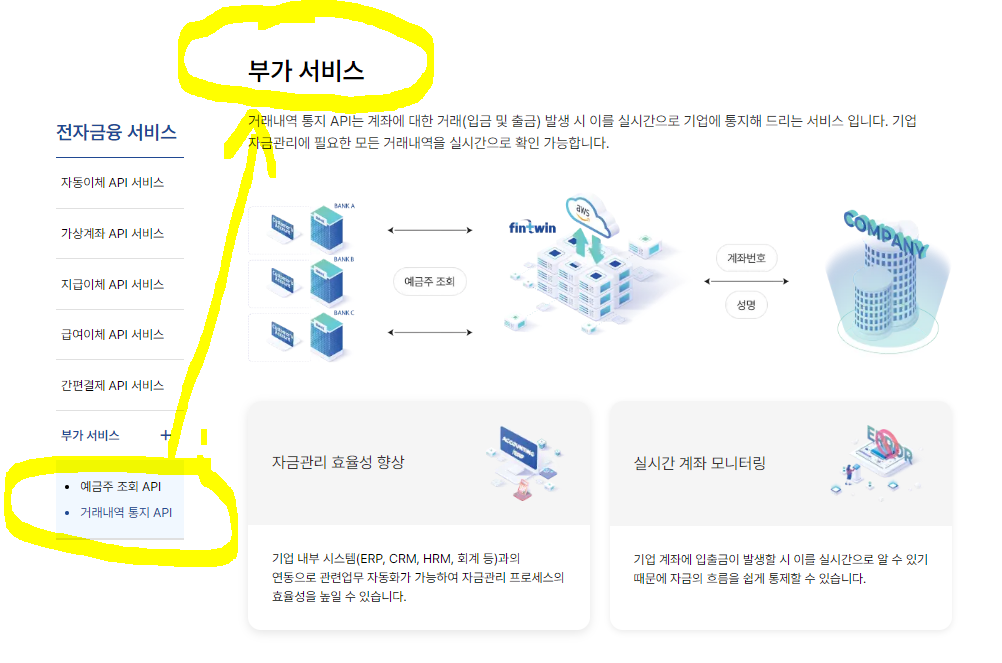 부가 서비스
거래내역 통지 API는 계좌에 대한 거래(입금 및 출금) 발생 시 이를 실시간으로 기업에 통지해 드리는 서비스 입니다. 기업
자금관리에 필요한 모든 거래내역을 실시간으로 확인 가능합니다.
전자금융 서비스
자동이체 API 서비스
가상계좌 API 서비스
지급이체 API 서비스
급여이체 API 서비스
간편결제 API 서비스
부가 서비스 +
• 예금주 조회 API
• 거래내역 통지 API
BANK A
BANK B
BANK C
예금주 조회
fintwin
aws
계좌번호
성명
COMPANY
자금관리 효율성 향상
ACCOUNTING
기업 내부 시스템(ERP, CRM, HRM, 회계 등)과의
연동으로 관련업무 자동화가 가능하여 자금관리 프로세스의
효율성을 높일 수 있습니다.
실시간 계좌 모니터링
ERROR
기업 계좌에 입출금이 발생할 시 이를 실시간으로 알 수 있기
때문에 자금의 흐름을 쉽게 통제할 수 있습니다.